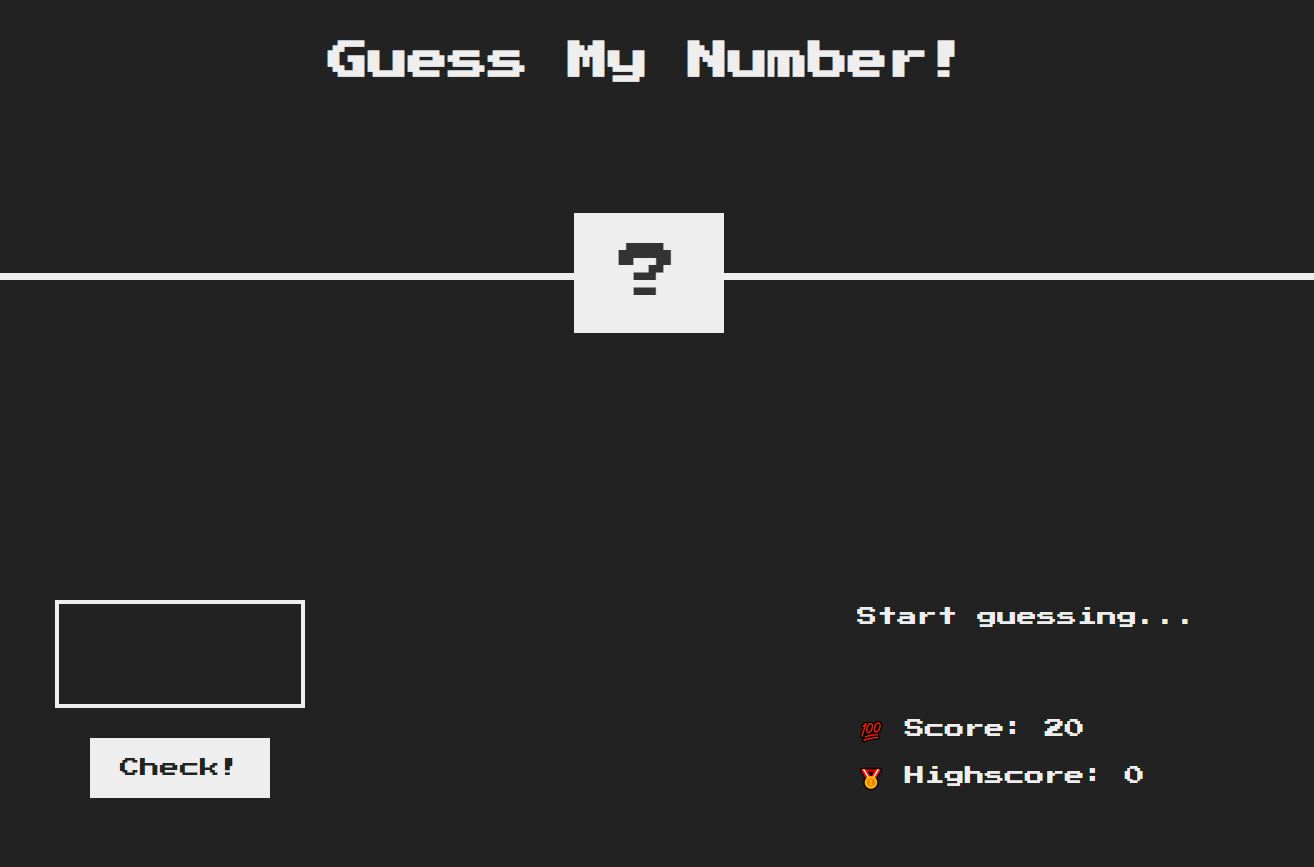 Guess My Number!
?
Start guessing...
💯 Score: 20
Check!
🥇 Highscore: 0